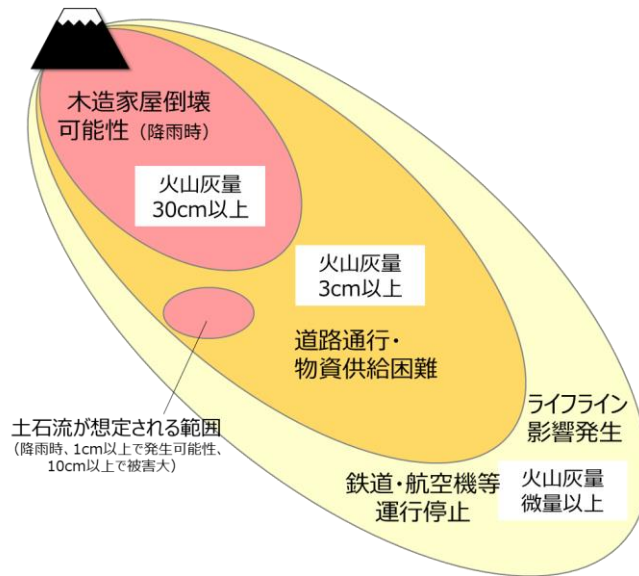 木造家屋倒壊
可能性（降雨時）
火山灰量
30cm以上
火山灰量
3cm以上
道路通行・
物資供給困難
土石流が想定される範囲
（降雨時、1cm以上で発生可能性、
10cm以上で被害大）
ライフライン
影響発生
鉄道・航空機等
運行停止
火山灰量
微量以上